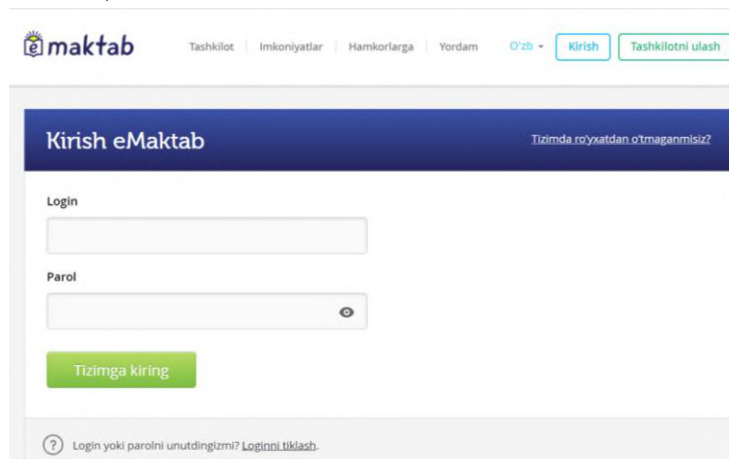 emaktab
Tashkilot Imkoniyatlar Hamkorlarga Yordam O'zb Kirish Tashkilotni ulash
Kirish eMaktab Tizimda ro'yxatdan o'tmaganmisiz?
Login
Parol
Tizimga kiring
? Login yoki parolni unutdingizmi? Loginni tiklash.